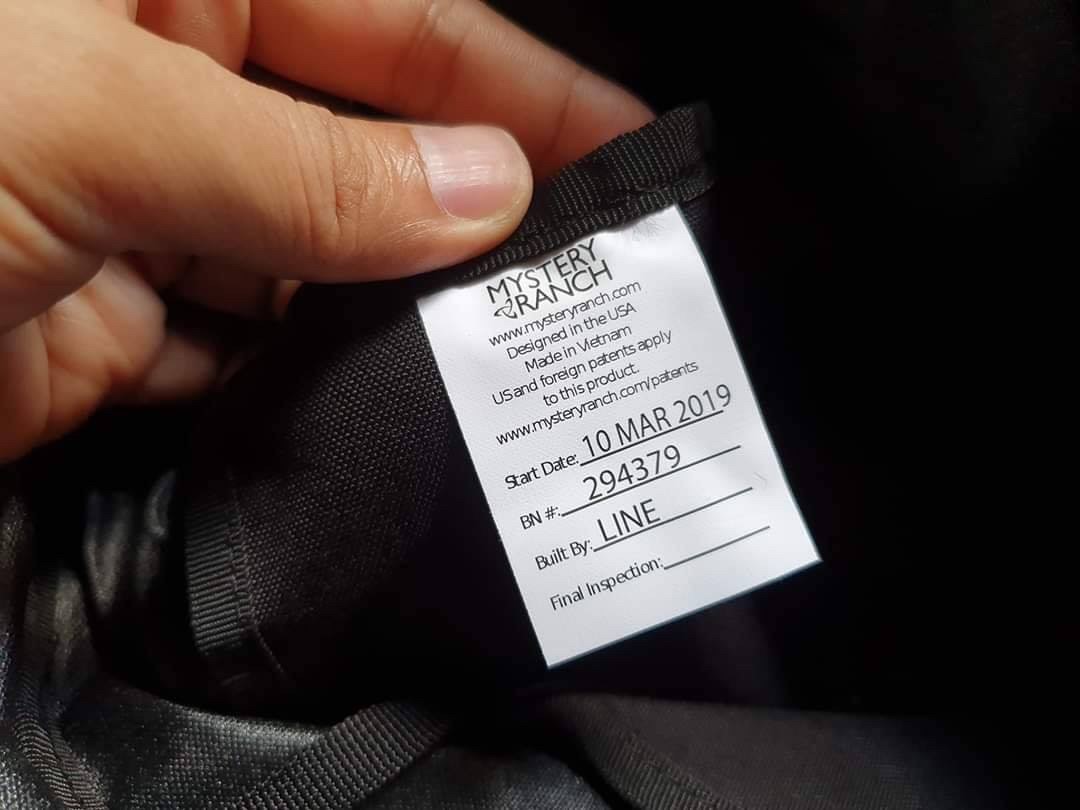 MYSTERY
RANCH
www.mysteryranch.com
Designed in the USA
Made in Vietnam
US and foreign patents apply
to this product.
www.mysteryranch.com/patents
Start Date: 10 MAR 2019
BN #: 294379
Built By: LINE
Final Inspection: